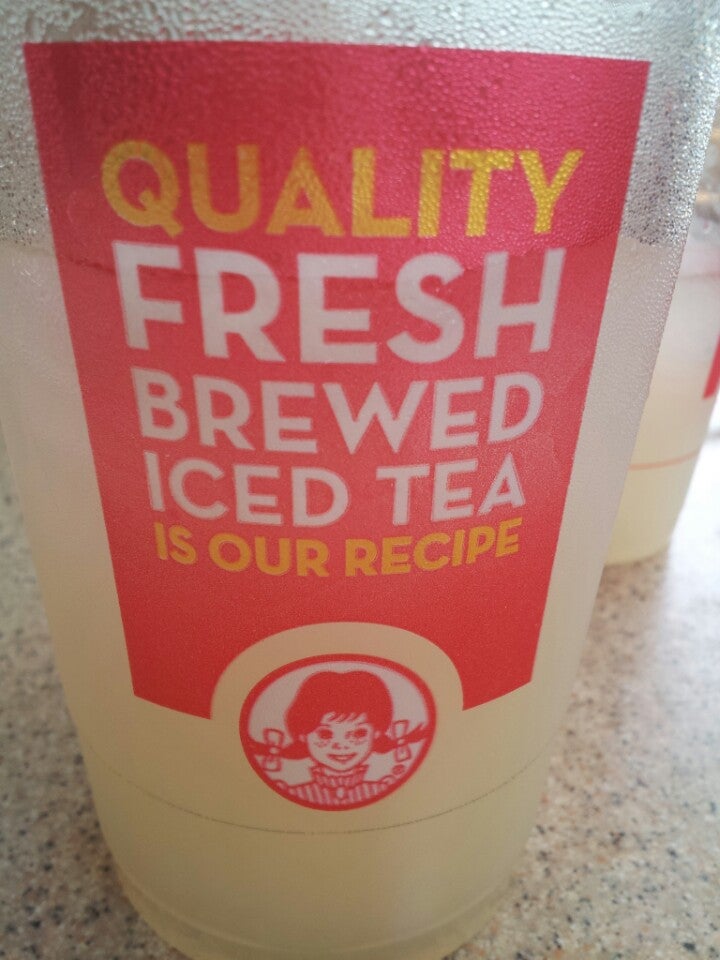 QUALITY
FRESH
BREWED
ICED TEA
IS OUR RECIPE